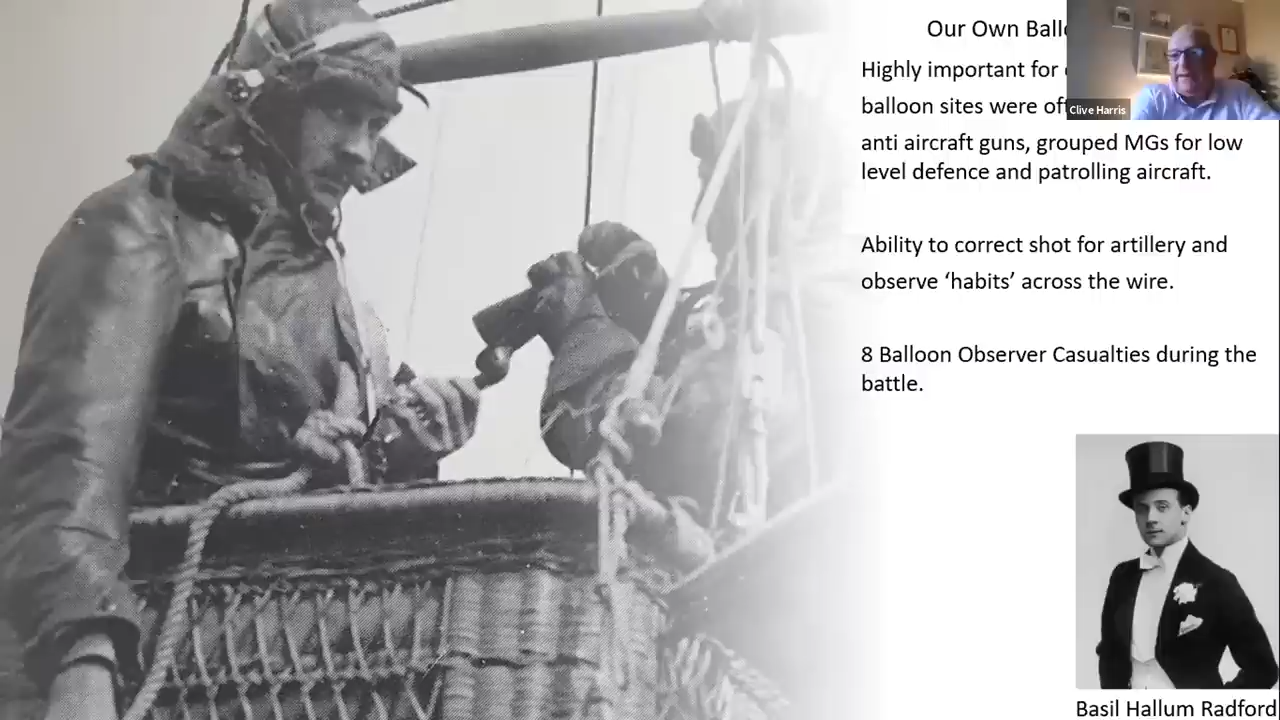 Our Own
Highly important for
balloon sites were
anti aircraft guns, grouped MGs for low
level defence and patrolling aircraft.
Ability to correct shot for artillery and
observe ‘habits’ across the wire.
8 Balloon Observer Casualties during the
battle.
Clive Harris
Basil Hallum Radford